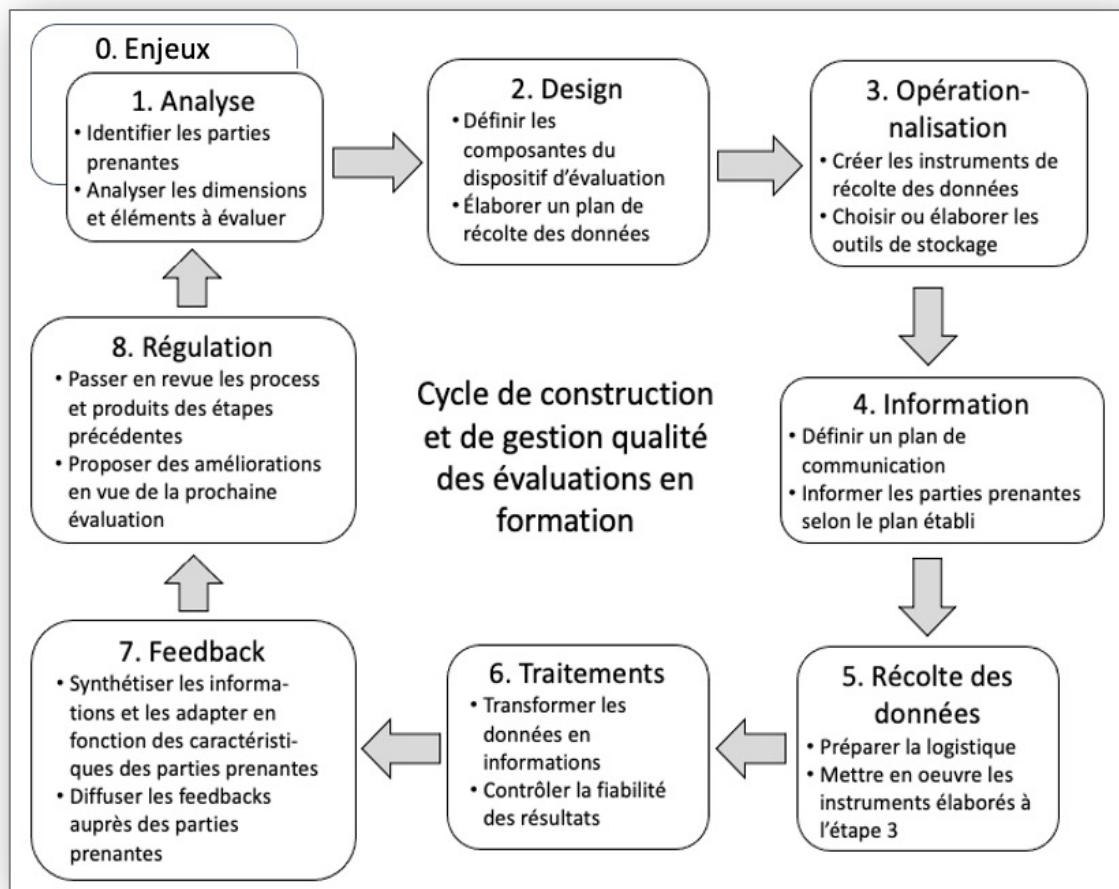 0. Enjeux
1. Analyse
• Identifier les parties
prenantes
• Analyser les dimensions
et éléments à évaluer
2. Design
• Définir les
composantes du
dispositif d’évaluation
• Élaborer un plan de
récolte des données
3. Opération-
nalisation
• Créer les instruments de
récolte des données
• Choisir ou élaborer les
outils de stockage
4. Information
• Définir un plan de
communication
• Informer les parties prenantes
selon le plan établi
5. Récolte des
données
• Préparer la logistique
• Mettre en oeuvre les
instruments élaborés à
l’étape 3
6. Traitements
• Transformer les
données en
informations
• Contrôler la fiabilité
des résultats
7. Feedback
• Synthétiser les informa-
tions et les adapter en
fonction des caractéristi-
ques des parties prenantes
• Diffuser les feedbacks
auprès des parties
prenantes
8. Régulation
• Passer en revue les process
et produits des étapes
précédentes
• Proposer des améliorations
en vue de la prochaine
évaluation
Cycle de construction
et de gestion qualité
des évaluations en
formation